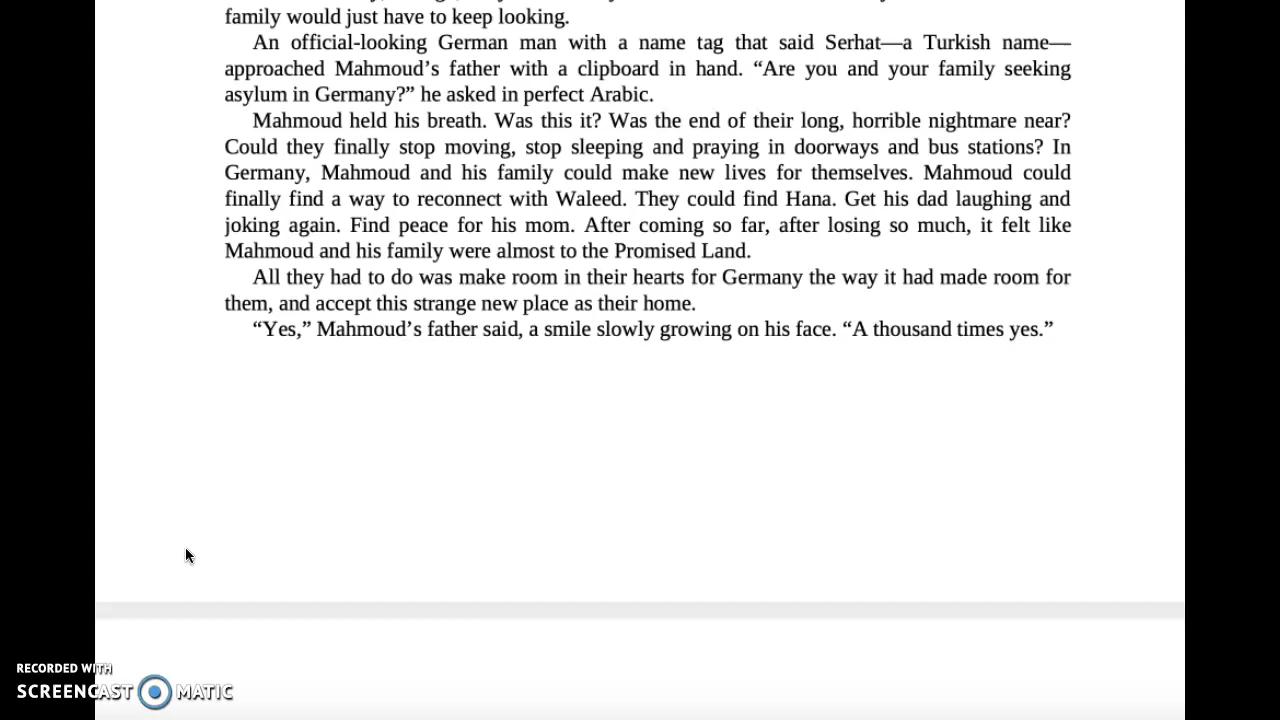 family would just have to keep looking.
An official-looking German man with a name tag that said Serhat—a Turkish name—
approached Mahmoud’s father with a clipboard in hand. “Are you and your family seeking
asylum in Germany?” he asked in perfect Arabic.
Mahmoud held his breath. Was this it? Was the end of their long, horrible nightmare near?
Could they finally stop moving, stop sleeping and praying in doorways and bus stations? In
Germany, Mahmoud and his family could make new lives for themselves. Mahmoud could
finally find a way to reconnect with Waleed. They could find Hana. Get his dad laughing and
joking again. Find peace for his mom. After coming so far, after losing so much, it felt like
Mahmoud and his family were almost to the Promised Land.
All they had to do was make room in their hearts for Germany the way it had made room for
them, and accept this strange new place as their home.
“Yes,” Mahmoud’s father said, a smile slowly growing on his face. “A thousand times yes.”
RECORDED WITH
SCREENCAST MATIC